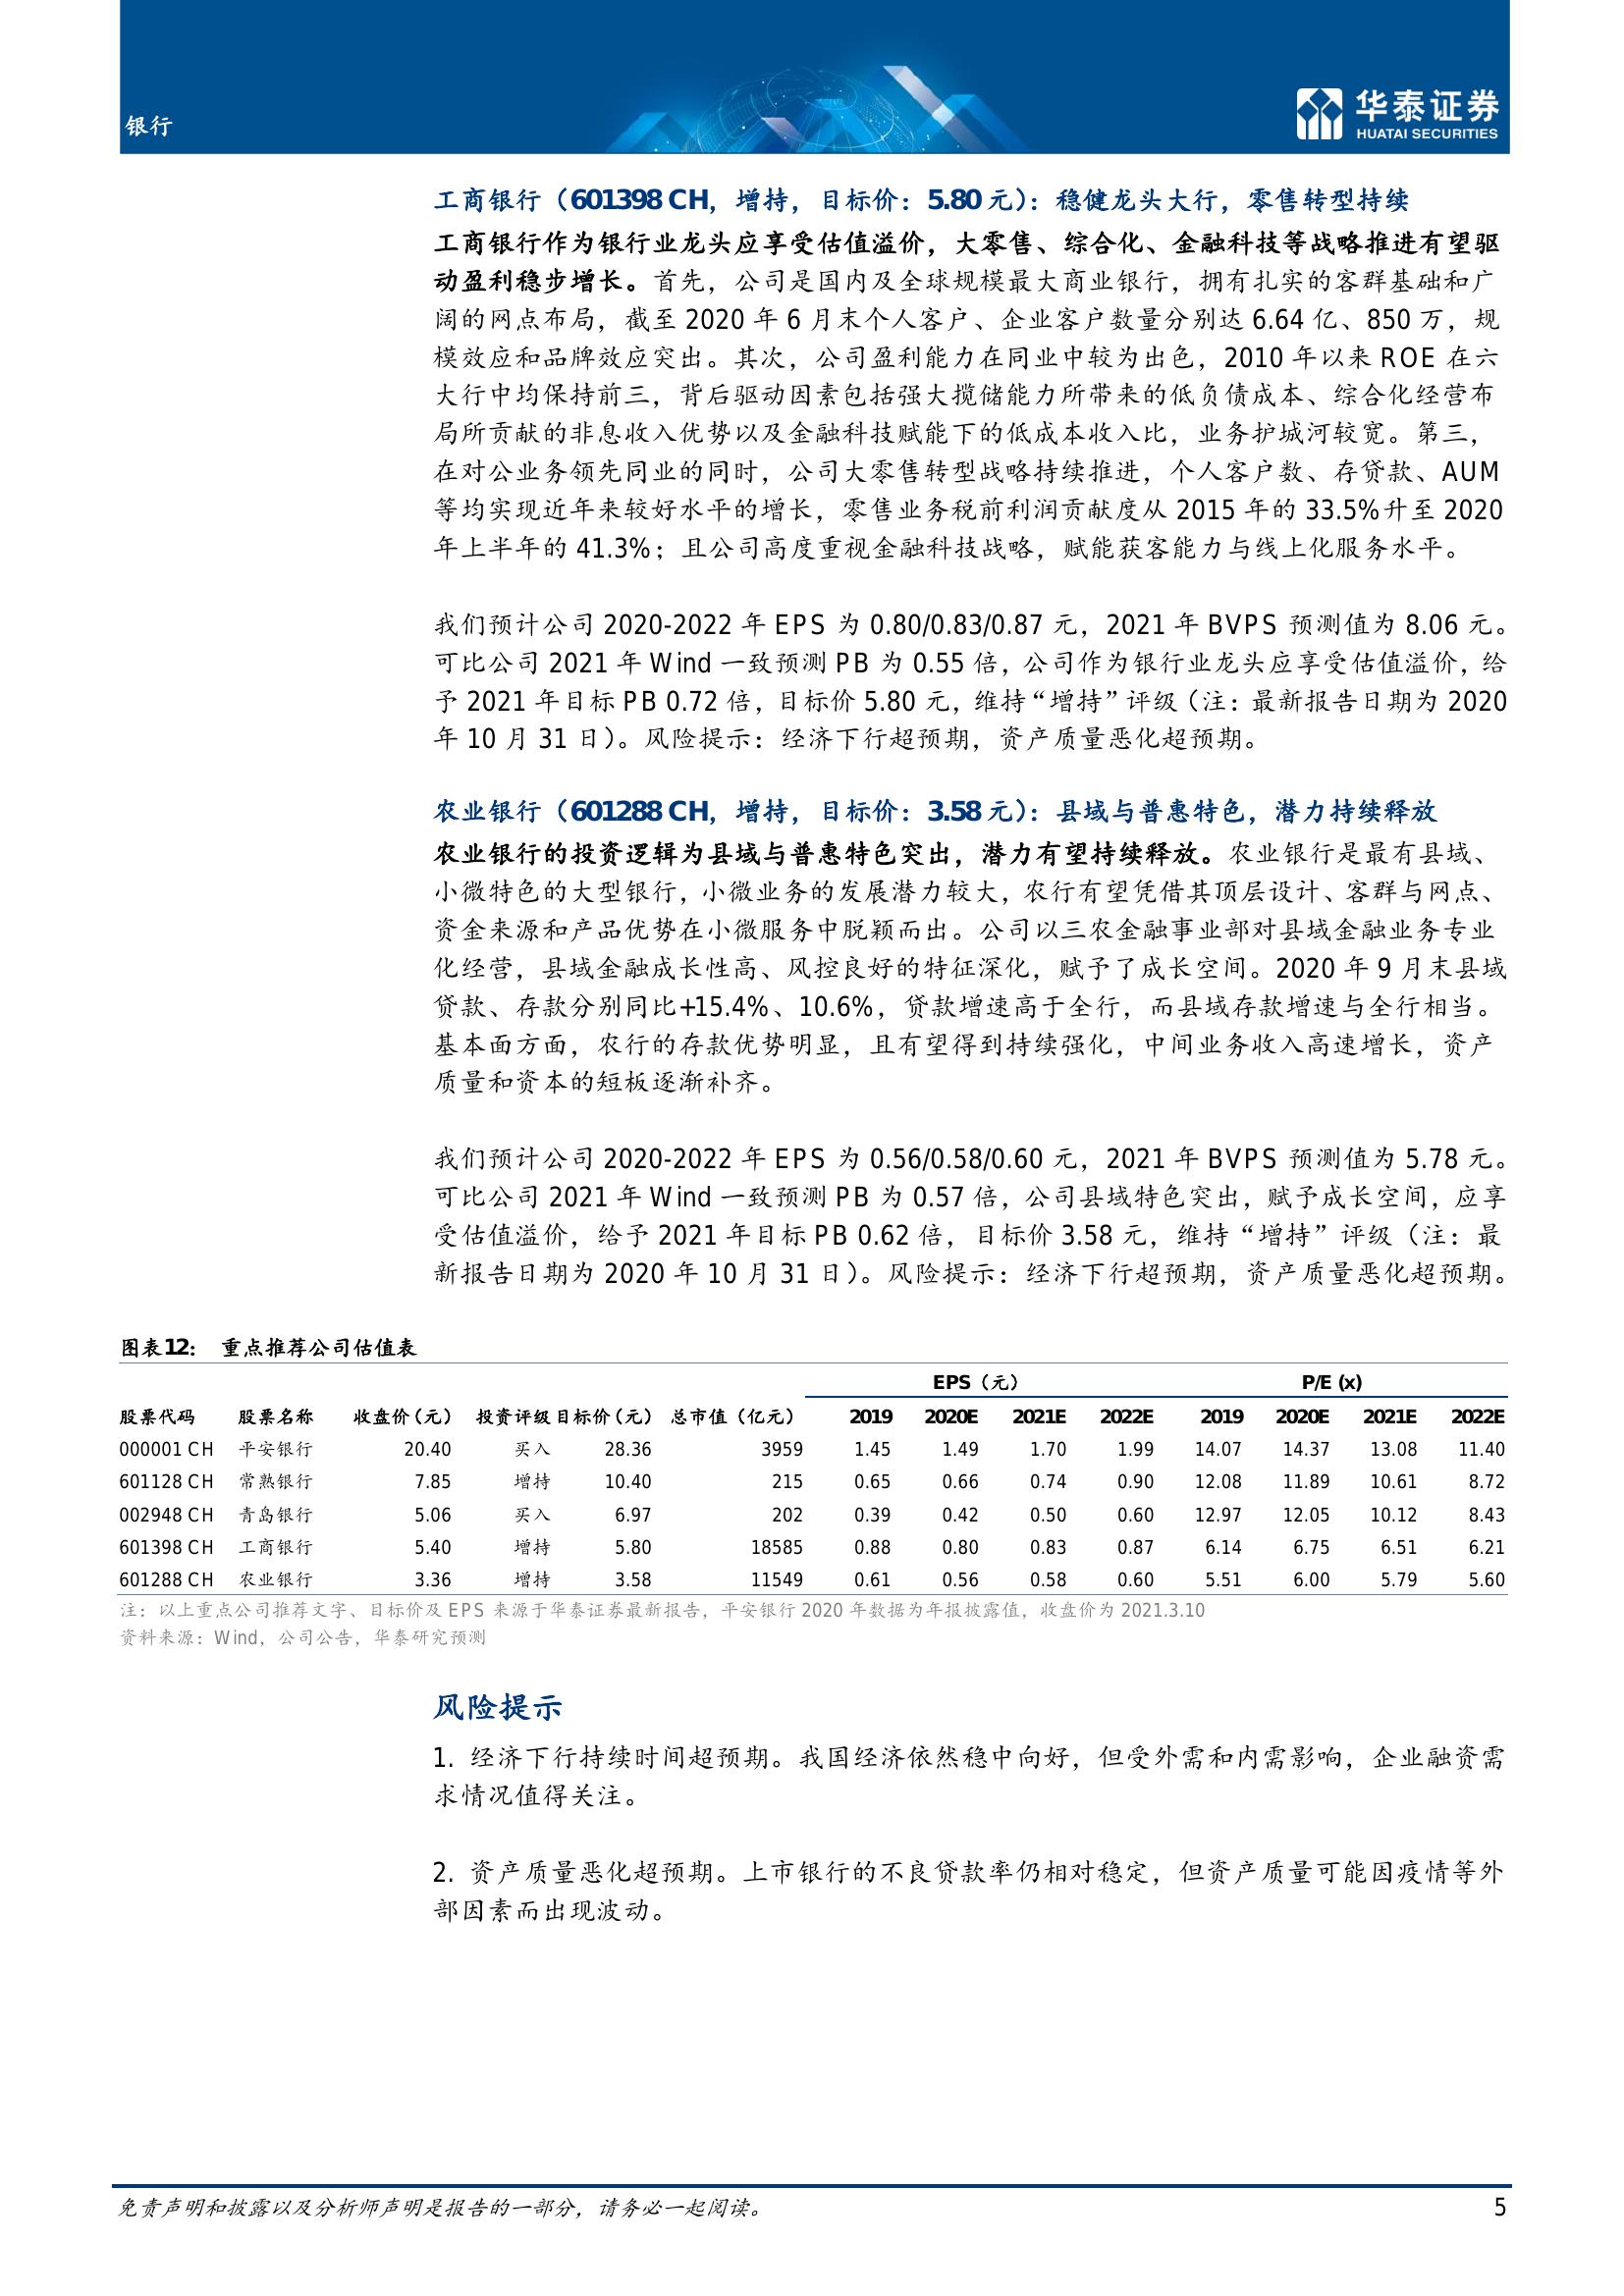 银行
华泰证券
HUATAI SECURITIES
工商银行（601398 CH，增持，目标价：5.80 元）：稳健龙头大行，零售转型持续
工商银行作为银行业龙头应享受估值溢价，大零售、综合化、金融科技等战略推进有望驱
动盈利稳步增长。首先，公司是国内及全球规模最大商业银行，拥有扎实的客群基础和广
阔的网点布局，截至 2020 年 6 月末个人客户、企业客户数量分别达 6.64 亿、850 万，规
模效应和品牌效应突出。其次，公司盈利能力在同业中较为出色，2010 年以来 ROE 在六
大行中均保持前三，背后驱动因素包括强大揽储能力所带来的低负债成本、综合化经营布
局所贡献的非息收入优势以及金融科技赋能下的低成本收入比，业务护城河较宽。第三，
在对公业务领先同业的同时，公司大零售转型战略持续推进，个人客户数、存贷款、AUM
等均实现近年来较好水平的增长，零售业务税前利润贡献度从 2015 年的 33.5%升至 2020
年上半年的 41.3%；且公司高度重视金融科技战略，赋能获客能力与线上化服务水平。
我们预计公司 2020-2022 年 EPS 为 0.80/0.83/0.87 元，2021 年 BVPS 预测值为 8.06 元。
可比公司 2021 年 Wind 一致预测 PB 为 0.55 倍，公司作为银行业龙头应享受估值溢价，给
予 2021 年目标 PB 0.72 倍，目标价 5.80 元，维持“增持”评级（注：最新报告日期为 2020
年 10 月 31 日）。风险提示：经济下行超预期，资产质量恶化超预期。
农业银行（601288 CH，增持，目标价：3.58 元）：县域与普惠特色，潜力持续释放
农业银行的投资逻辑为县域与普惠特色突出，潜力有望持续释放。农业银行是最有县域、
小微特色的大型银行，小微业务的发展潜力较大，农行有望凭借其顶层设计、客群与网点、
资金来源和产品优势在小微服务中脱颖而出。公司以三农金融事业部对县域金融业务专业
化经营，县域金融成长性高、风控良好的特征深化，赋予了成长空间。2020 年 9 月末县域
贷款、存款分别同比+15.4%、10.6%，贷款增速高于全行，而县域存款增速与全行相当。
基本面方面，农行的存款优势明显，且有望得到持续强化，中间业务收入高速增长，资产
质量和资本的短板逐渐补齐。
我们预计公司 2020-2022 年 EPS 为 0.56/0.58/0.60 元，2021 年 BVPS 预测值为 5.78 元。
可比公司 2021 年 Wind 一致预测 PB 为 0.57 倍，公司县域特色突出，赋予成长空间，应享
受估值溢价，给予 2021 年目标 PB 0.62 倍，目标价 3.58 元，维持“增持”评级（注：最
新报告日期为 2020 年 10 月 31 日）。风险提示：经济下行超预期，资产质量恶化超预期。
图表12： 重点推荐公司估值表
EPS（元） P/E (x)
股票代码 股票名称 收盘价(元) 投资评级 目标价(元) 总市值（亿元） 2019 2020E 2021E 2022E 2019 2020E 2021E 2022E
000001 CH 平安银行 20.40 买入 28.36 3959 1.45 1.49 1.70 1.99 14.07 14.37 13.08 11.40
601128 CH 常熟银行 7.85 增持 10.40 215 0.65 0.66 0.74 0.90 12.08 11.89 10.61 8.72
002948 CH 青岛银行 5.06 买入 6.97 202 0.39 0.42 0.50 0.60 12.97 12.05 10.12 8.43
601398 CH 工商银行 5.40 增持 5.80 18585 0.88 0.80 0.83 0.87 6.14 6.75 6.51 6.21
601288 CH 农业银行 3.36 增持 3.58 11549 0.61 0.56 0.58 0.60 5.51 6.00 5.79 5.60
注：以上重点公司推荐文字、目标价及 EPS 来源于华泰证券最新报告，平安银行 2020 年数据为年报披露值，收盘价为 2021.3.10
资料来源：Wind，公司公告，华泰研究预测
风险提示
1. 经济下行持续时间超预期。我国经济依然稳中向好，但受外需和内需影响，企业融资需
求情况值得关注。
2. 资产质量恶化超预期。上市银行的不良贷款率仍相对稳定，但资产质量可能因疫情等外
部因素而出现波动。
免责声明和披露以及分析师声明是报告的一部分，请务必一起阅读。 5